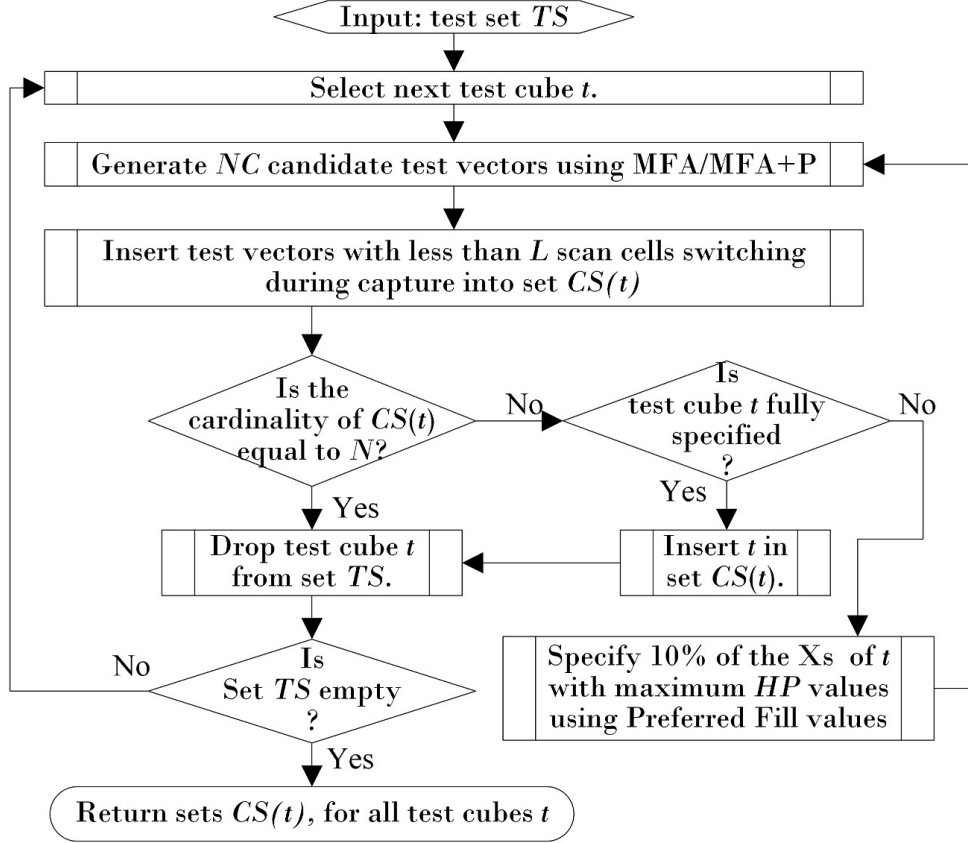 Input: test set TS
Select next test cube t.
Generate NC candidate test vectors using MFA/MFA+P
Insert test vectors with less than L scan cells switching
during capture into set CS(t)
Is the
cardinality of CS(t)
equal to N?
No
Is
test cube t fully
specified
?
No
Yes
Yes
Drop test cube t
from set TS.
Insert t in
set CS(t).
No
Is
Set TS empty
?
Specify 10% of the Xs of t
with maximum HP values
using Preferred Fill values
Yes
Return sets CS(t), for all test cubes t